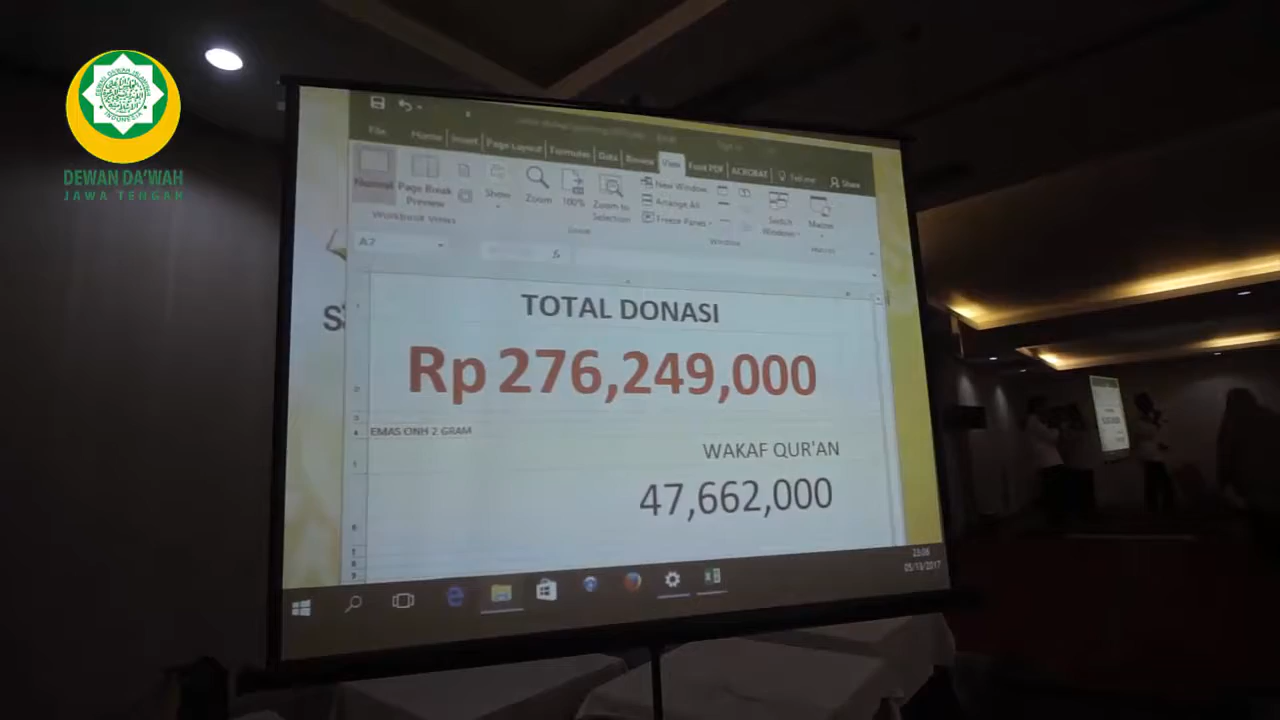 DEWAN DA'WAH
JAWA TENGAH
File Home Insert Page Layout Formulas Data Review View Foxit PDF ACROBAT Tell me Share
Normal
Page Break Preview
Show
Zoom
100%
Zoom to Selection
New Window
Arrange All
Freeze Panes
Switch Windows
Macros
Workbook Views
Zoom
Window
Macros
A7
fx
TOTAL DONASI
Rp 276,249,000
EMAS ONH 2 GRAM
WAKAF QUR'AN
47,662,000
23:08